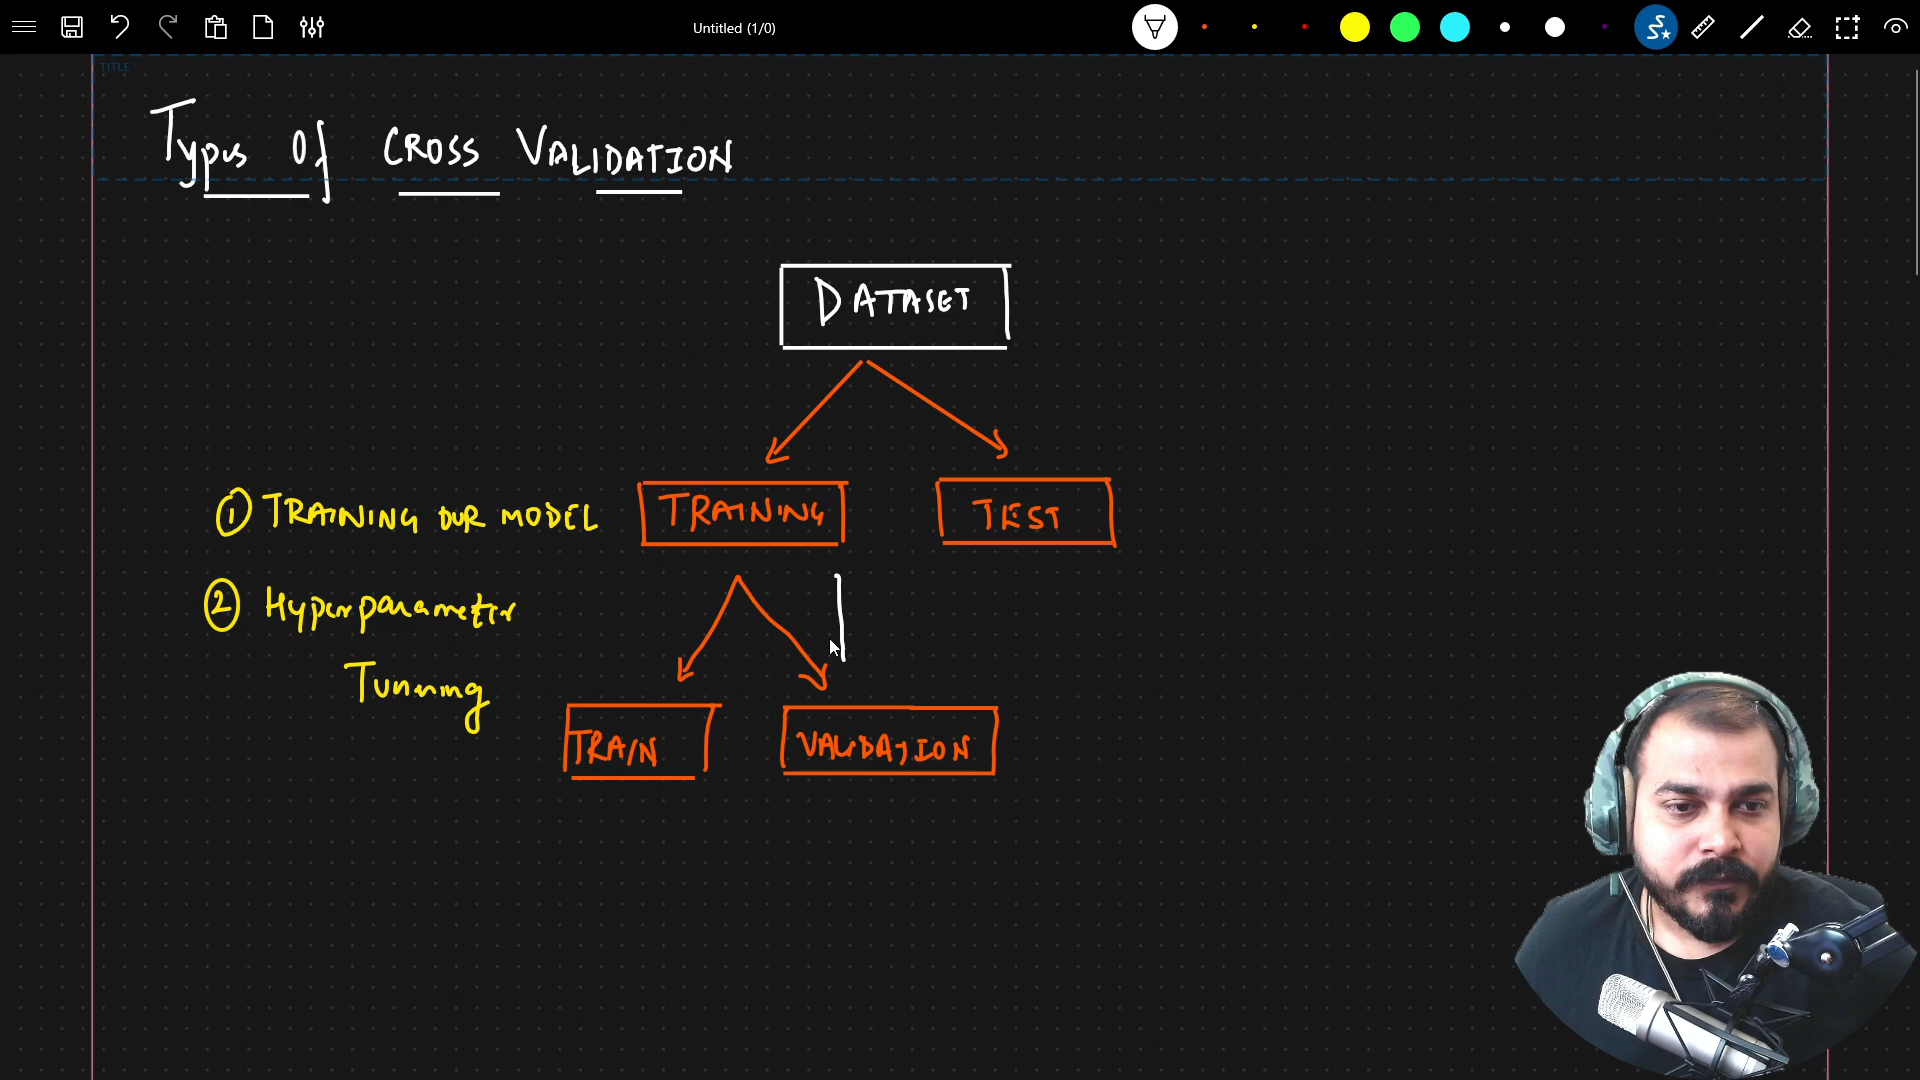 Untitled (1/0)
TITLE
Types Of CROSS VALIDATION
DATASET
① TRAINING OUR MODEL
TRAINING
TEST
② Hyperparameter
Tunning
TRAIN
VALIDATION